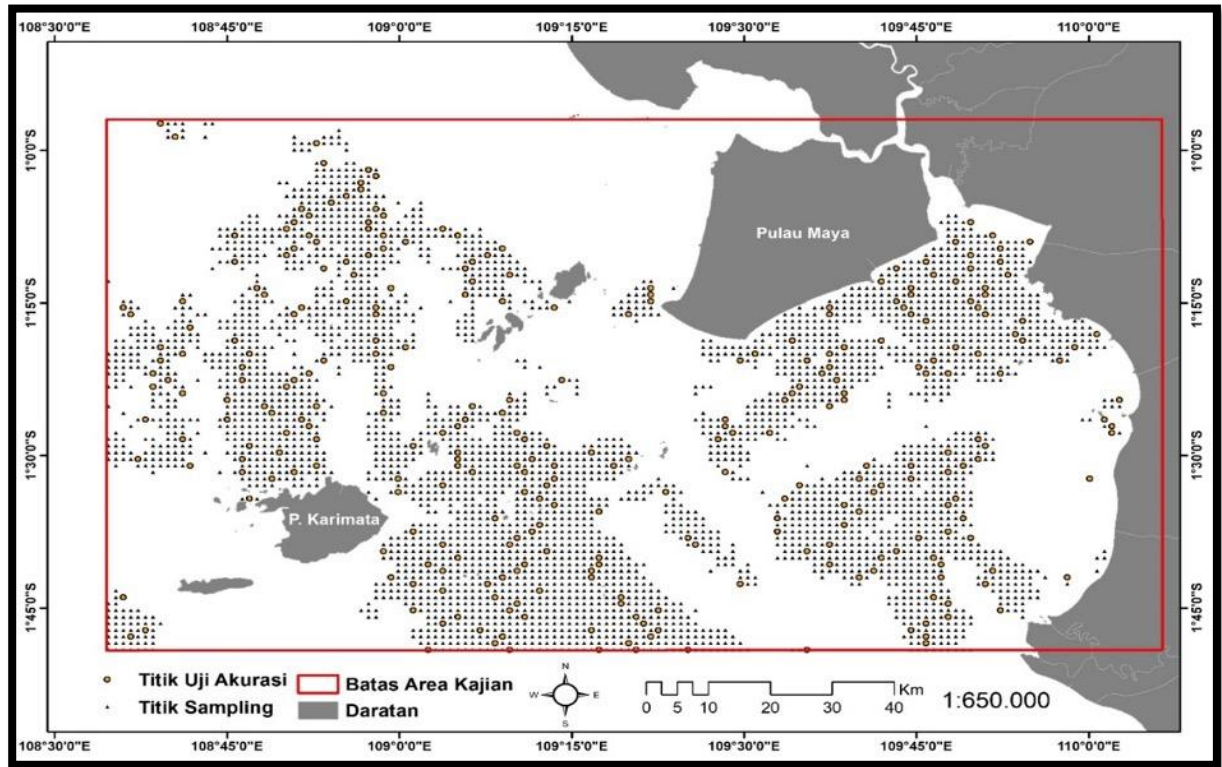 108°30'0"E 108°45'0"E 109°0'0"E 109°15'0"E 109°30'0"E 109°45'0"E 110°0'0"E
1°0'0"S 1°0'0"S
Pulau Maya
1°15'0"S 1°15'0"S
1°30'0"S 1°30'0"S
P. Karimata
1°45'0"S 1°45'0"S
Titik Uji Akurasi Batas Area Kajian
Titik Sampling Daratan
N
W E
S
Km
0 5 10 20 30 40
1:650.000
108°30'0"E 108°45'0"E 109°0'0"E 109°15'0"E 109°30'0"E 109°45'0"E 110°0'0"E